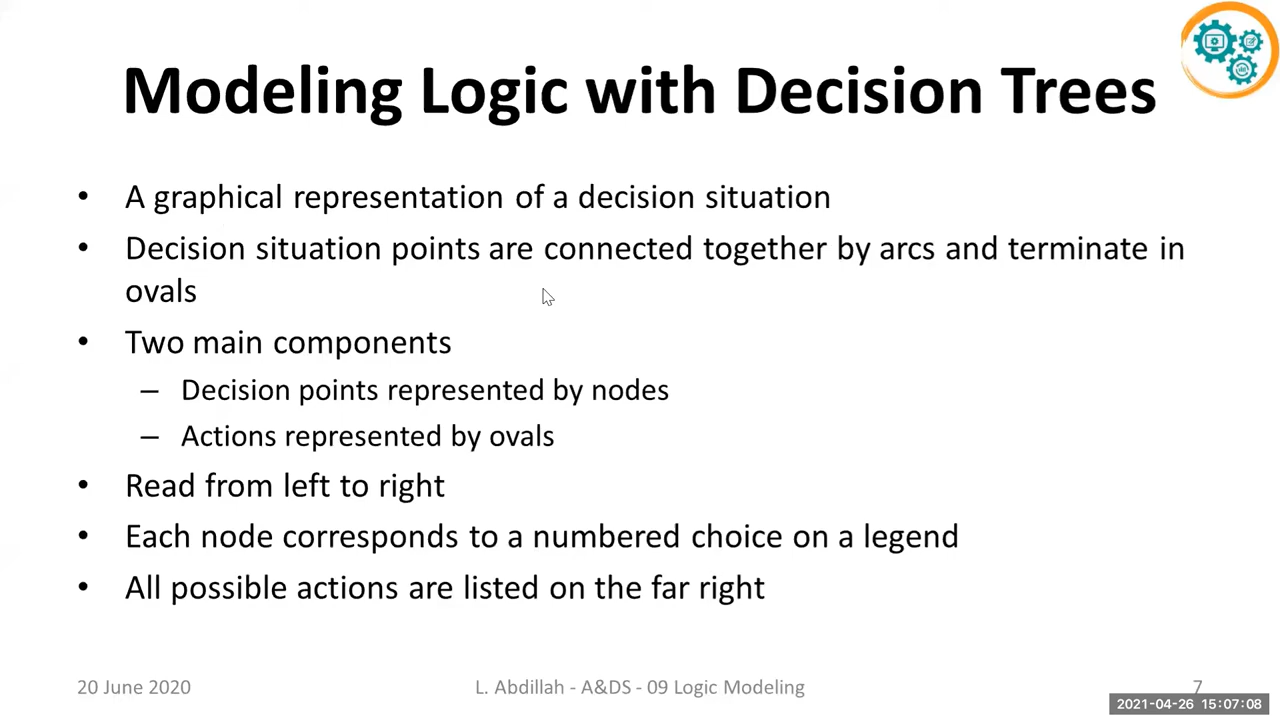 Modeling Logic with Decision Trees
• A graphical representation of a decision situation
• Decision situation points are connected together by arcs and terminate in
ovals
• Two main components
– Decision points represented by nodes
– Actions represented by ovals
• Read from left to right
• Each node corresponds to a numbered choice on a legend
• All possible actions are listed on the far right
20 June 2020
L. Abdillah - A&DS - 09 Logic Modeling
7
2021-04-26 15:07:08